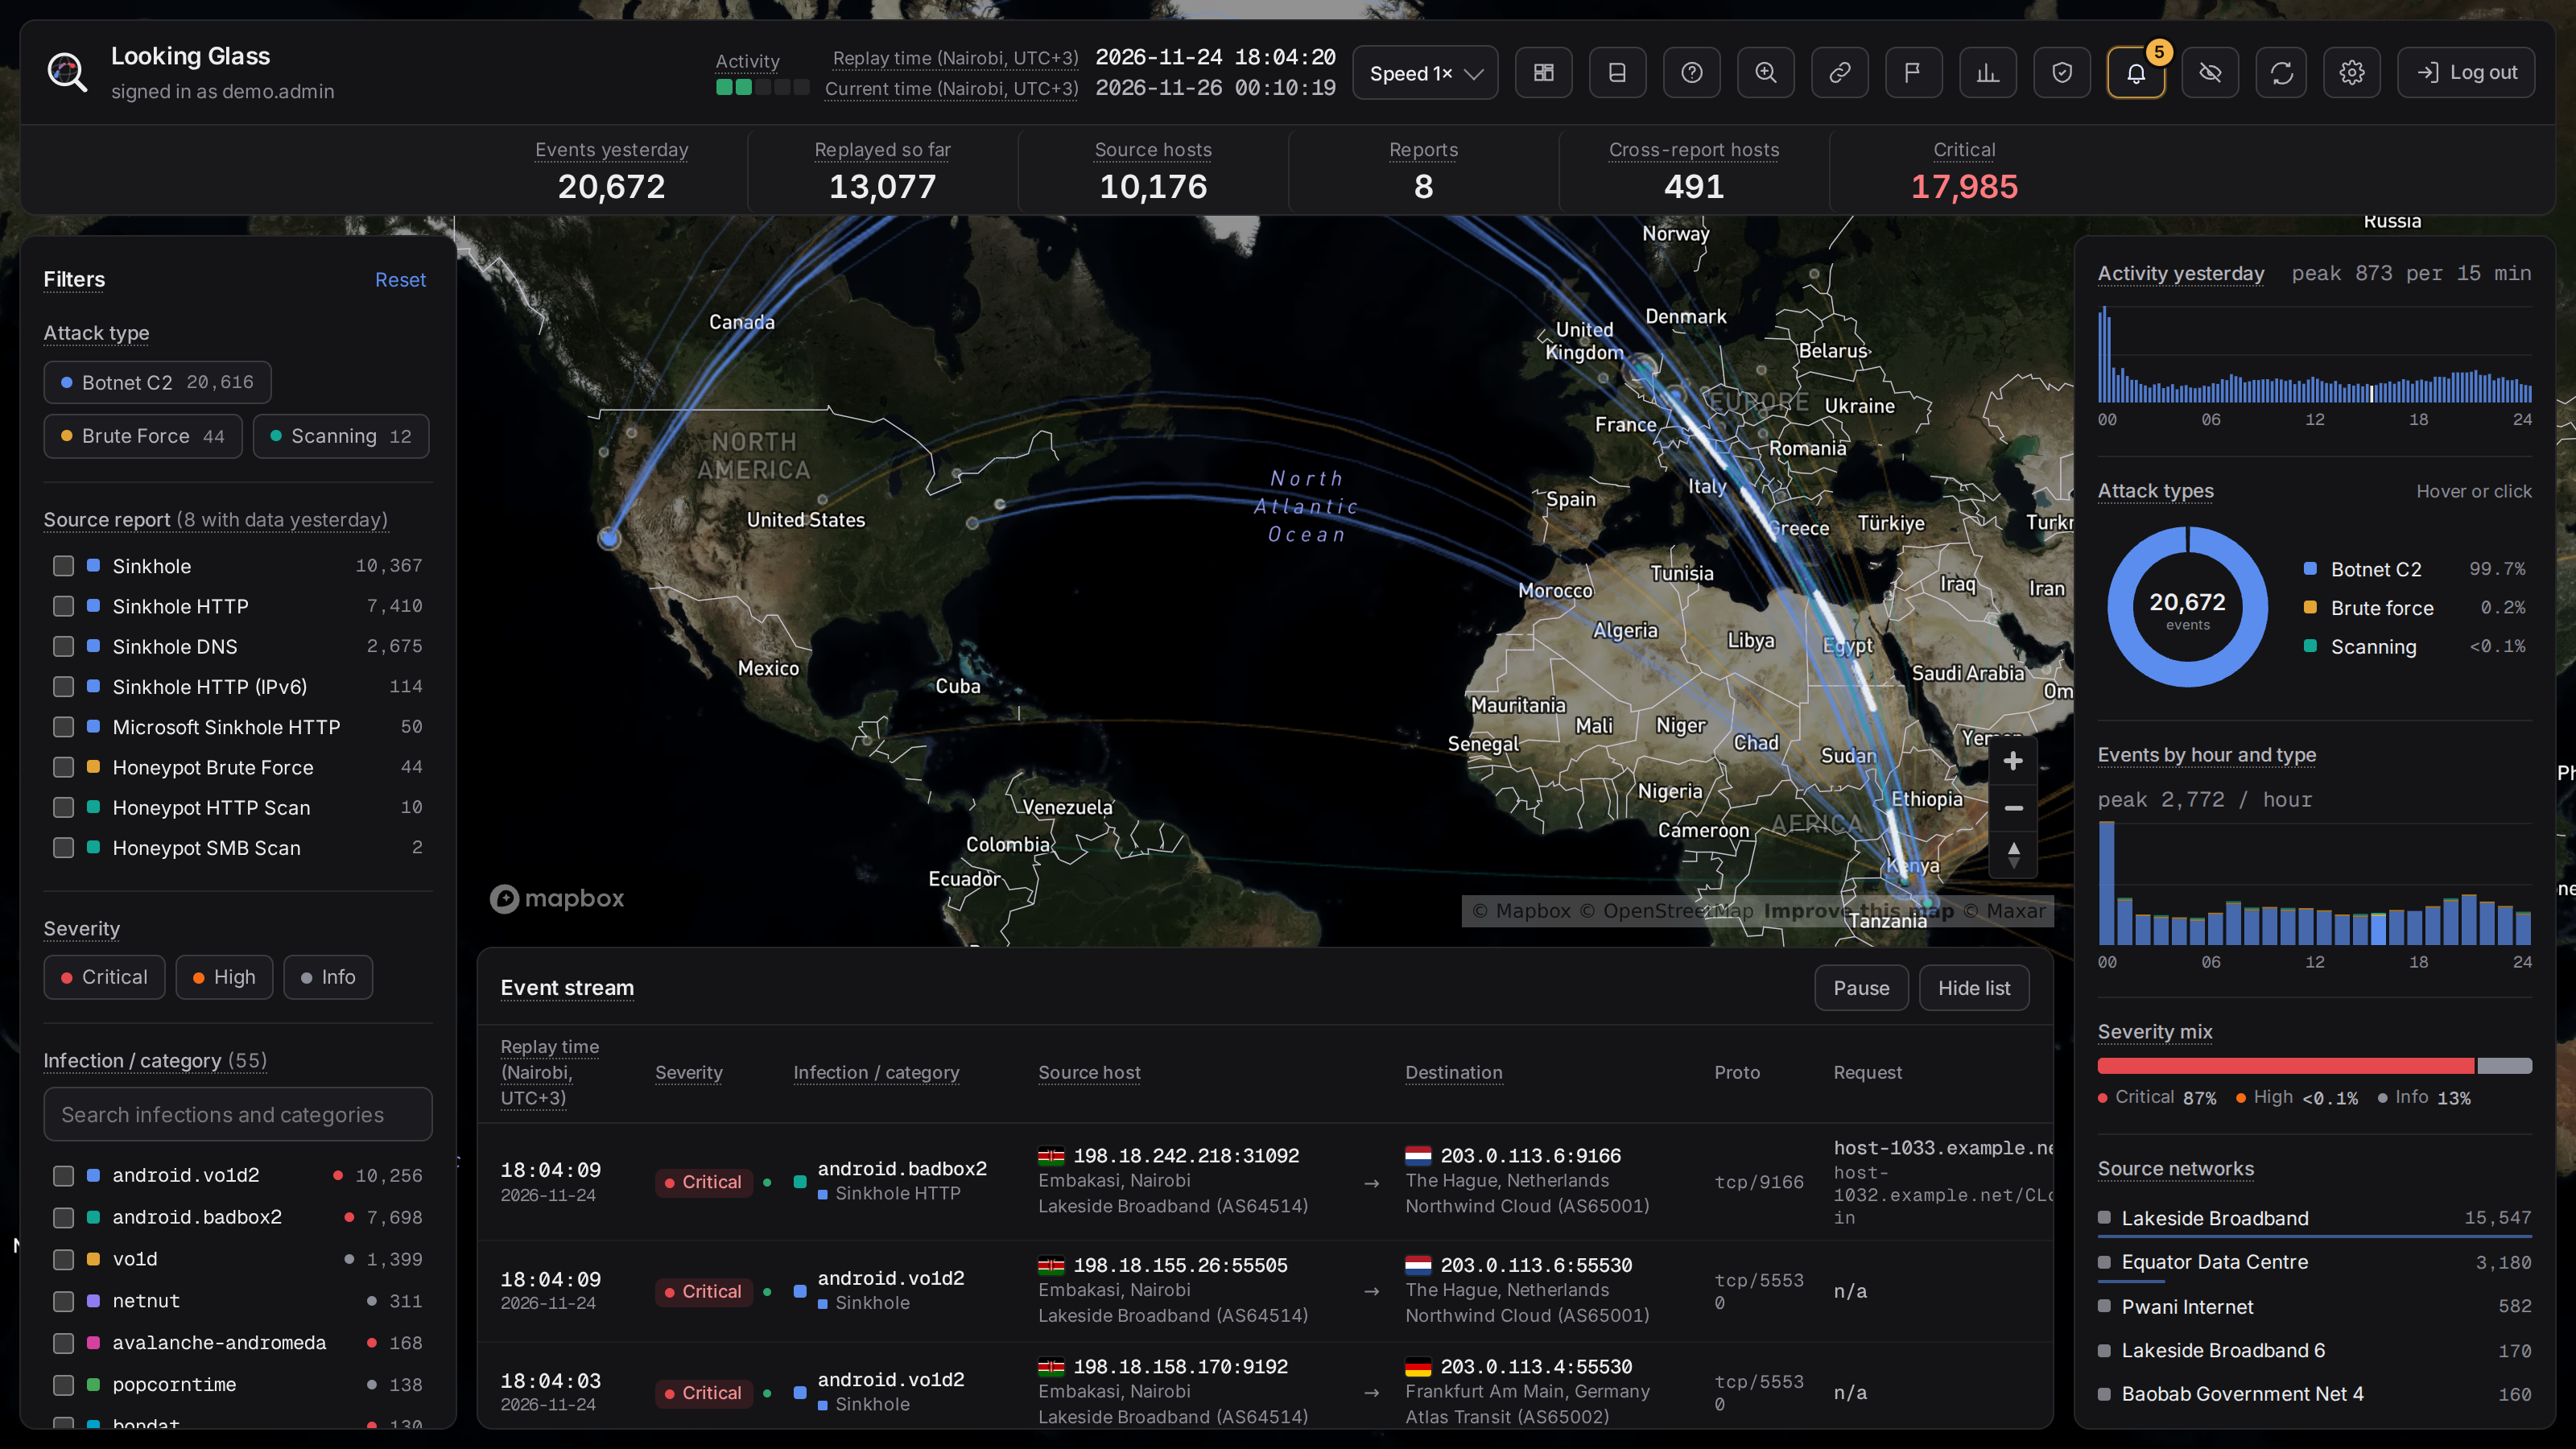 Looking Glass
signed in as demo.admin
Activity
Replay time (Nairobi, UTC+3) 2026-11-24 18:04:20
Current time (Nairobi, UTC+3) 2026-11-26 00:10:19
Speed 1×
5
Log out
Events yesterday
20,672
Replayed so far
13,077
Source hosts
10,176
Reports
8
Cross-report hosts
491
Critical
17,985
Filters
Reset
Attack type
Botnet C2 20,616
Brute Force 44
Scanning 12
Source report (8 with data yesterday)
Sinkhole 10,367
Sinkhole HTTP 7,410
Sinkhole DNS 2,675
Sinkhole HTTP (IPv6) 114
Microsoft Sinkhole HTTP 50
Honeypot Brute Force 44
Honeypot HTTP Scan 10
Honeypot SMB Scan 2
Severity
Critical
High
Info
Infection / category (55)
Search infections and categories
android.vo1d2 10,256
android.badbox2 7,698
vo1d 1,399
netnut 311
avalanche-andromeda 168
popcorntime 138
bondat 130
Russia
Norway
Canada
Denmark
United
Kingdom
Belarus
EUROPE
Ukraine
France
NORTH
AMERICA
Romania
North
Atlantic
Ocean
Italy
Spain
United States
Greece
Türkiye
Tunisia
Morocco
Iraq
Iran
Algeria
Libya
Egypt
Mexico
Saudi Arabia
Cuba
Mauritania
Mali
Niger
Senegal
Chad
Sudan
Nigeria
Ethiopia
Venezuela
Cameroon
AFRICA
Colombia
Kenya
Ecuador
Tanzania
mapbox
© Mapbox © OpenStreetMap Improve this map © Maxar
Event stream
Pause
Hide list
Replay time
(Nairobi,
UTC+3)
Severity
Infection / category
Source host
Destination
Proto
Request
18:04:09
2026-11-24
Critical
android.badbox2
Sinkhole HTTP
198.18.242.218:31092
Embakasi, Nairobi
Lakeside Broadband (AS64514)
→
203.0.113.6:9166
The Hague, Netherlands
Northwind Cloud (AS65001)
tcp/9166
host-1033.example.ne
host-
1032.example.net/CLo
in
18:04:09
2026-11-24
Critical
android.vo1d2
Sinkhole
198.18.155.26:55505
Embakasi, Nairobi
Lakeside Broadband (AS64514)
→
203.0.113.6:55530
The Hague, Netherlands
Northwind Cloud (AS65001)
tcp/5553
0
n/a
18:04:03
2026-11-24
Critical
android.vo1d2
Sinkhole
198.18.158.170:9192
Embakasi, Nairobi
Lakeside Broadband (AS64514)
→
203.0.113.4:55530
Frankfurt Am Main, Germany
Atlas Transit (AS65002)
tcp/5553
0
n/a
Activity yesterday peak 873 per 15 min
00 06 12 18 24
Attack types Hover or click
20,672
events
Botnet C2 99.7%
Brute force 0.2%
Scanning <0.1%
Events by hour and type
peak 2,772 / hour
00 06 12 18 24
Severity mix
Critical 87% High <0.1% Info 13%
Source networks
Lakeside Broadband 15,547
Equator Data Centre 3,180
Pwani Internet 582
Lakeside Broadband 6 170
Baobab Government Net 4 160